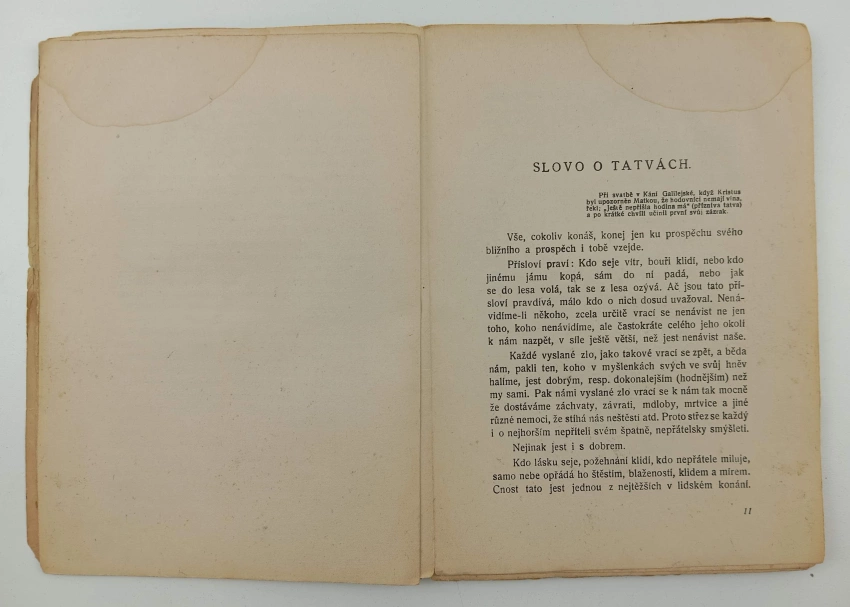 SLOVO O TATVÁCH.
Při svatbě v Káni Galilejské, když Kristus
byl upozorněn Matkou, že hodovníci nemají vína,
řekl: „ještě nepřišla hodina má“ (příznivá tatva)
a po krátké chvíli učinil první svůj zázrak.
Vše, cokoliv konáš, konej jen ku prospěchu svého
bližního a prospěch i tobě vzejde.
Přísloví praví: Kdo seje vítr, bouři klidí, nebo kdo
jinému jámu kopá, sám do ní padá, nebo jak
se do lesa volá, tak se z lesa ozývá. Ač jsou tato pří-
sloví pravdivá, málo kdo o nich dosud uvažoval. Nená-
vidíme-li někoho, zcela určitě vrací se nenávist ne jen
toho, koho nenávidíme, ale častokráte celého jeho okolí
k nám nazpět, v síle ještě větší, než jest nenávist naše.
Každé vyslané zlo, jako takové vrací se zpět, a běda
nám, pakli ten, koho v myšlenkách svých ve svůj hněv
halíme, jest dobrým, resp. dokonalejším (hodnějším) než
my sami. Pak námi vyslané zlo vrací se k nám tak mocně
že dostáváme záchvaty, závrati, mdloby, mrtvice a jiné
různé nemoci, že stíhá nás neštěstí atd. Proto střez se každý
i o nejhorším nepříteli svém špatně, nepřátelsky smýšleti.
Nejinak jest i s dobrem.
Kdo lásku seje, požehnání klidí, kdo nepřátele miluje,
samo nebe opřádá ho štěstím, blažeností, klidem a mírem.
Cnost tato jest jednou z nejtěžších v lidském konání.
11